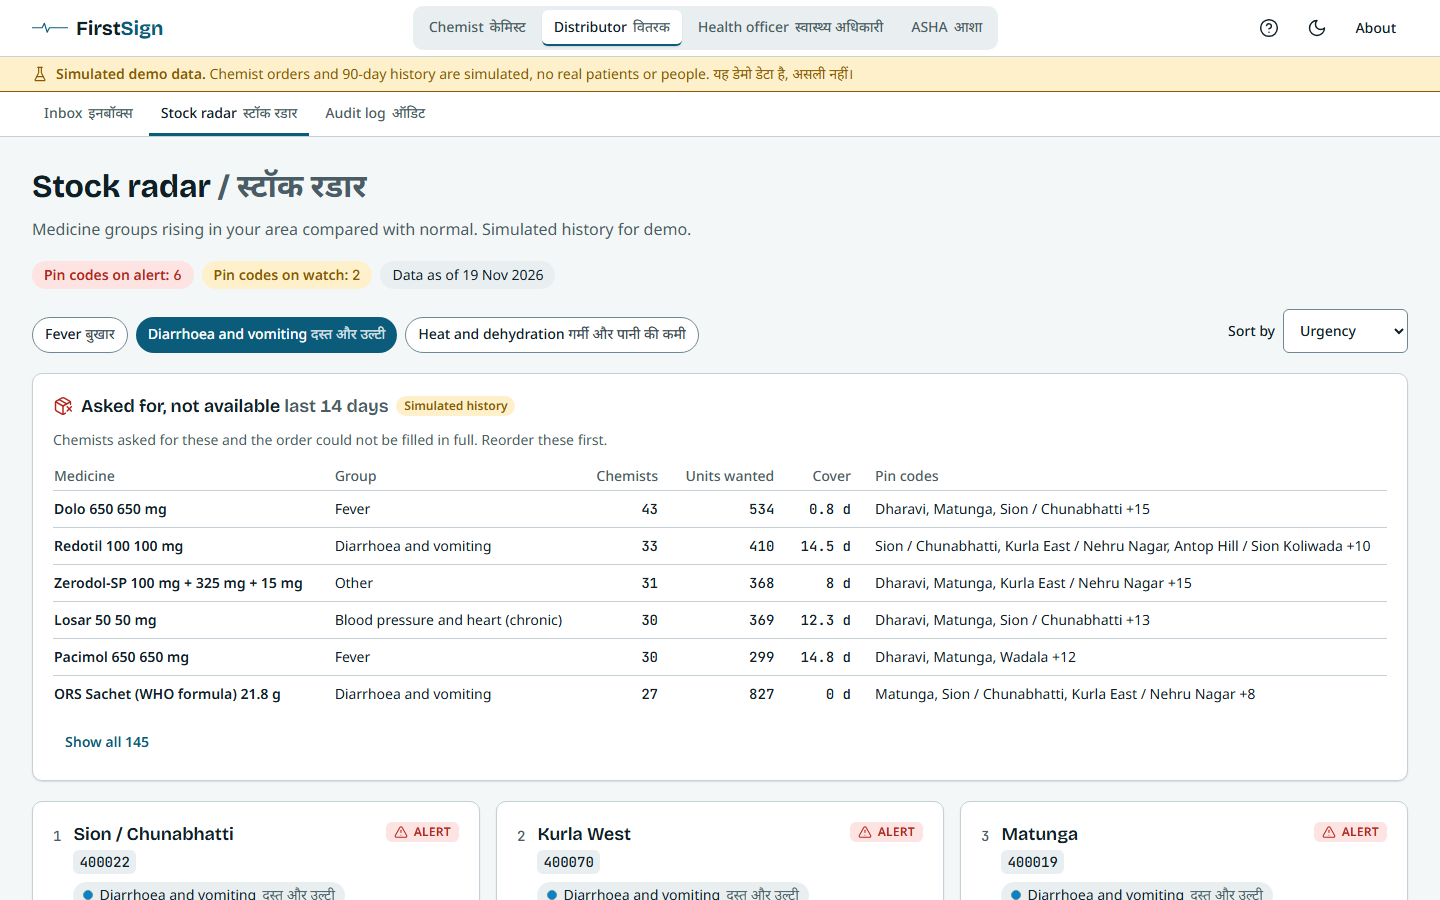 FirstSign
Chemist केमिस्ट Distributor वितरक Health officer स्वास्थ्य अधिकारी ASHA आशा
About
Simulated demo data. Chemist orders and 90-day history are simulated, no real patients or people. यह डेमो डेटा है, असली नहीं।
Inbox इनबॉक्स Stock radar स्टॉक रडार Audit log ऑडिट
Stock radar / स्टॉक रडार
Medicine groups rising in your area compared with normal. Simulated history for demo.
Pin codes on alert: 6 Pin codes on watch: 2 Data as of 19 Nov 2026
Fever बुखार Diarrhoea and vomiting दस्त और उल्टी Heat and dehydration गर्मी और पानी की कमी Sort by Urgency
Asked for, not available last 14 days Simulated history
Chemists asked for these and the order could not be filled in full. Reorder these first.
Medicine Group Chemists Units wanted Cover Pin codes
Dolo 650 650 mg Fever 43 534 0.8 d Dharavi, Matunga, Sion / Chunabhatti +15
Redotil 100 100 mg Diarrhoea and vomiting 33 410 14.5 d Sion / Chunabhatti, Kurla East / Nehru Nagar, Antop Hill / Sion Koliwada +10
Zerodol-SP 100 mg + 325 mg + 15 mg Other 31 368 8 d Dharavi, Matunga, Kurla East / Nehru Nagar +15
Losar 50 50 mg Blood pressure and heart (chronic) 30 369 12.3 d Dharavi, Matunga, Sion / Chunabhatti +13
Pacimol 650 650 mg Fever 30 299 14.8 d Dharavi, Matunga, Wadala +12
ORS Sachet (WHO formula) 21.8 g Diarrhoea and vomiting 27 827 0 d Matunga, Sion / Chunabhatti, Kurla East / Nehru Nagar +8
Show all 145
1 Sion / Chunabhatti ALERT 2 Kurla West ALERT 3 Matunga ALERT
400022 400070 400019
Diarrhoea and vomiting दस्त और उल्टी Diarrhoea and vomiting दस्त और उल्टी Diarrhoea and vomiting दस्त और उल्टी